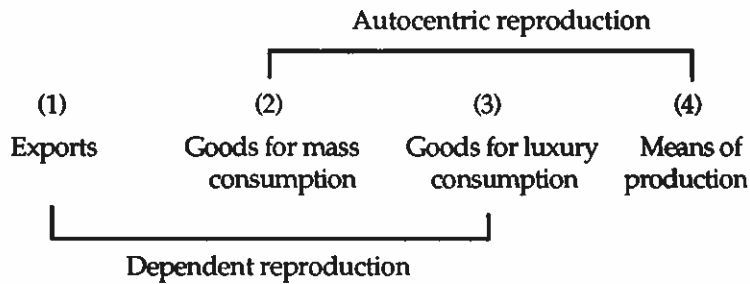 Autocentric reproduction
(1) (2) (3) (4)
Exports Goods for mass Goods for luxury Means of
consumption consumption production
Dependent reproduction